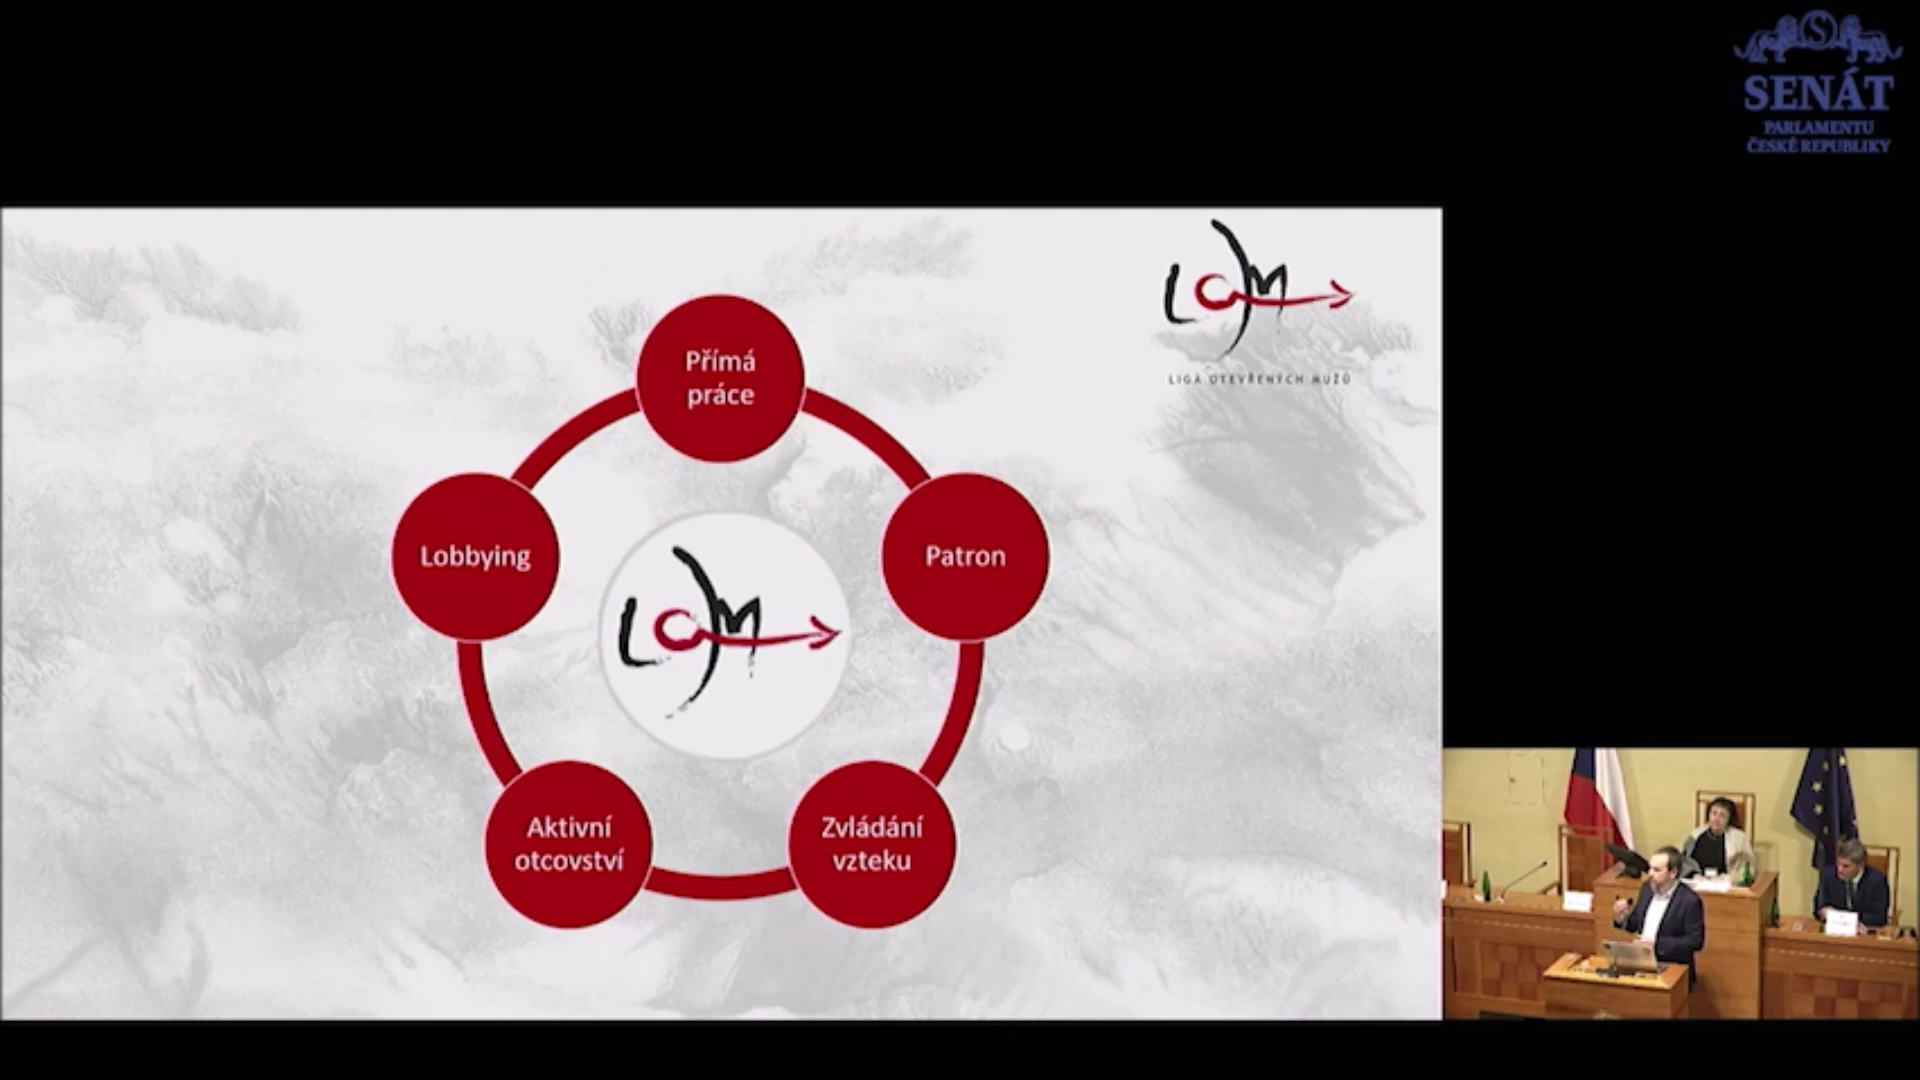 SENÁT
PARLAMENTU
ČESKÉ REPUBLIKY
LOM
LIGA OTEVŘENÝCH MUŽŮ
Přímá
práce
Lobbying
Patron
LOM
Aktivní
otcovství
Zvládání
vzteku